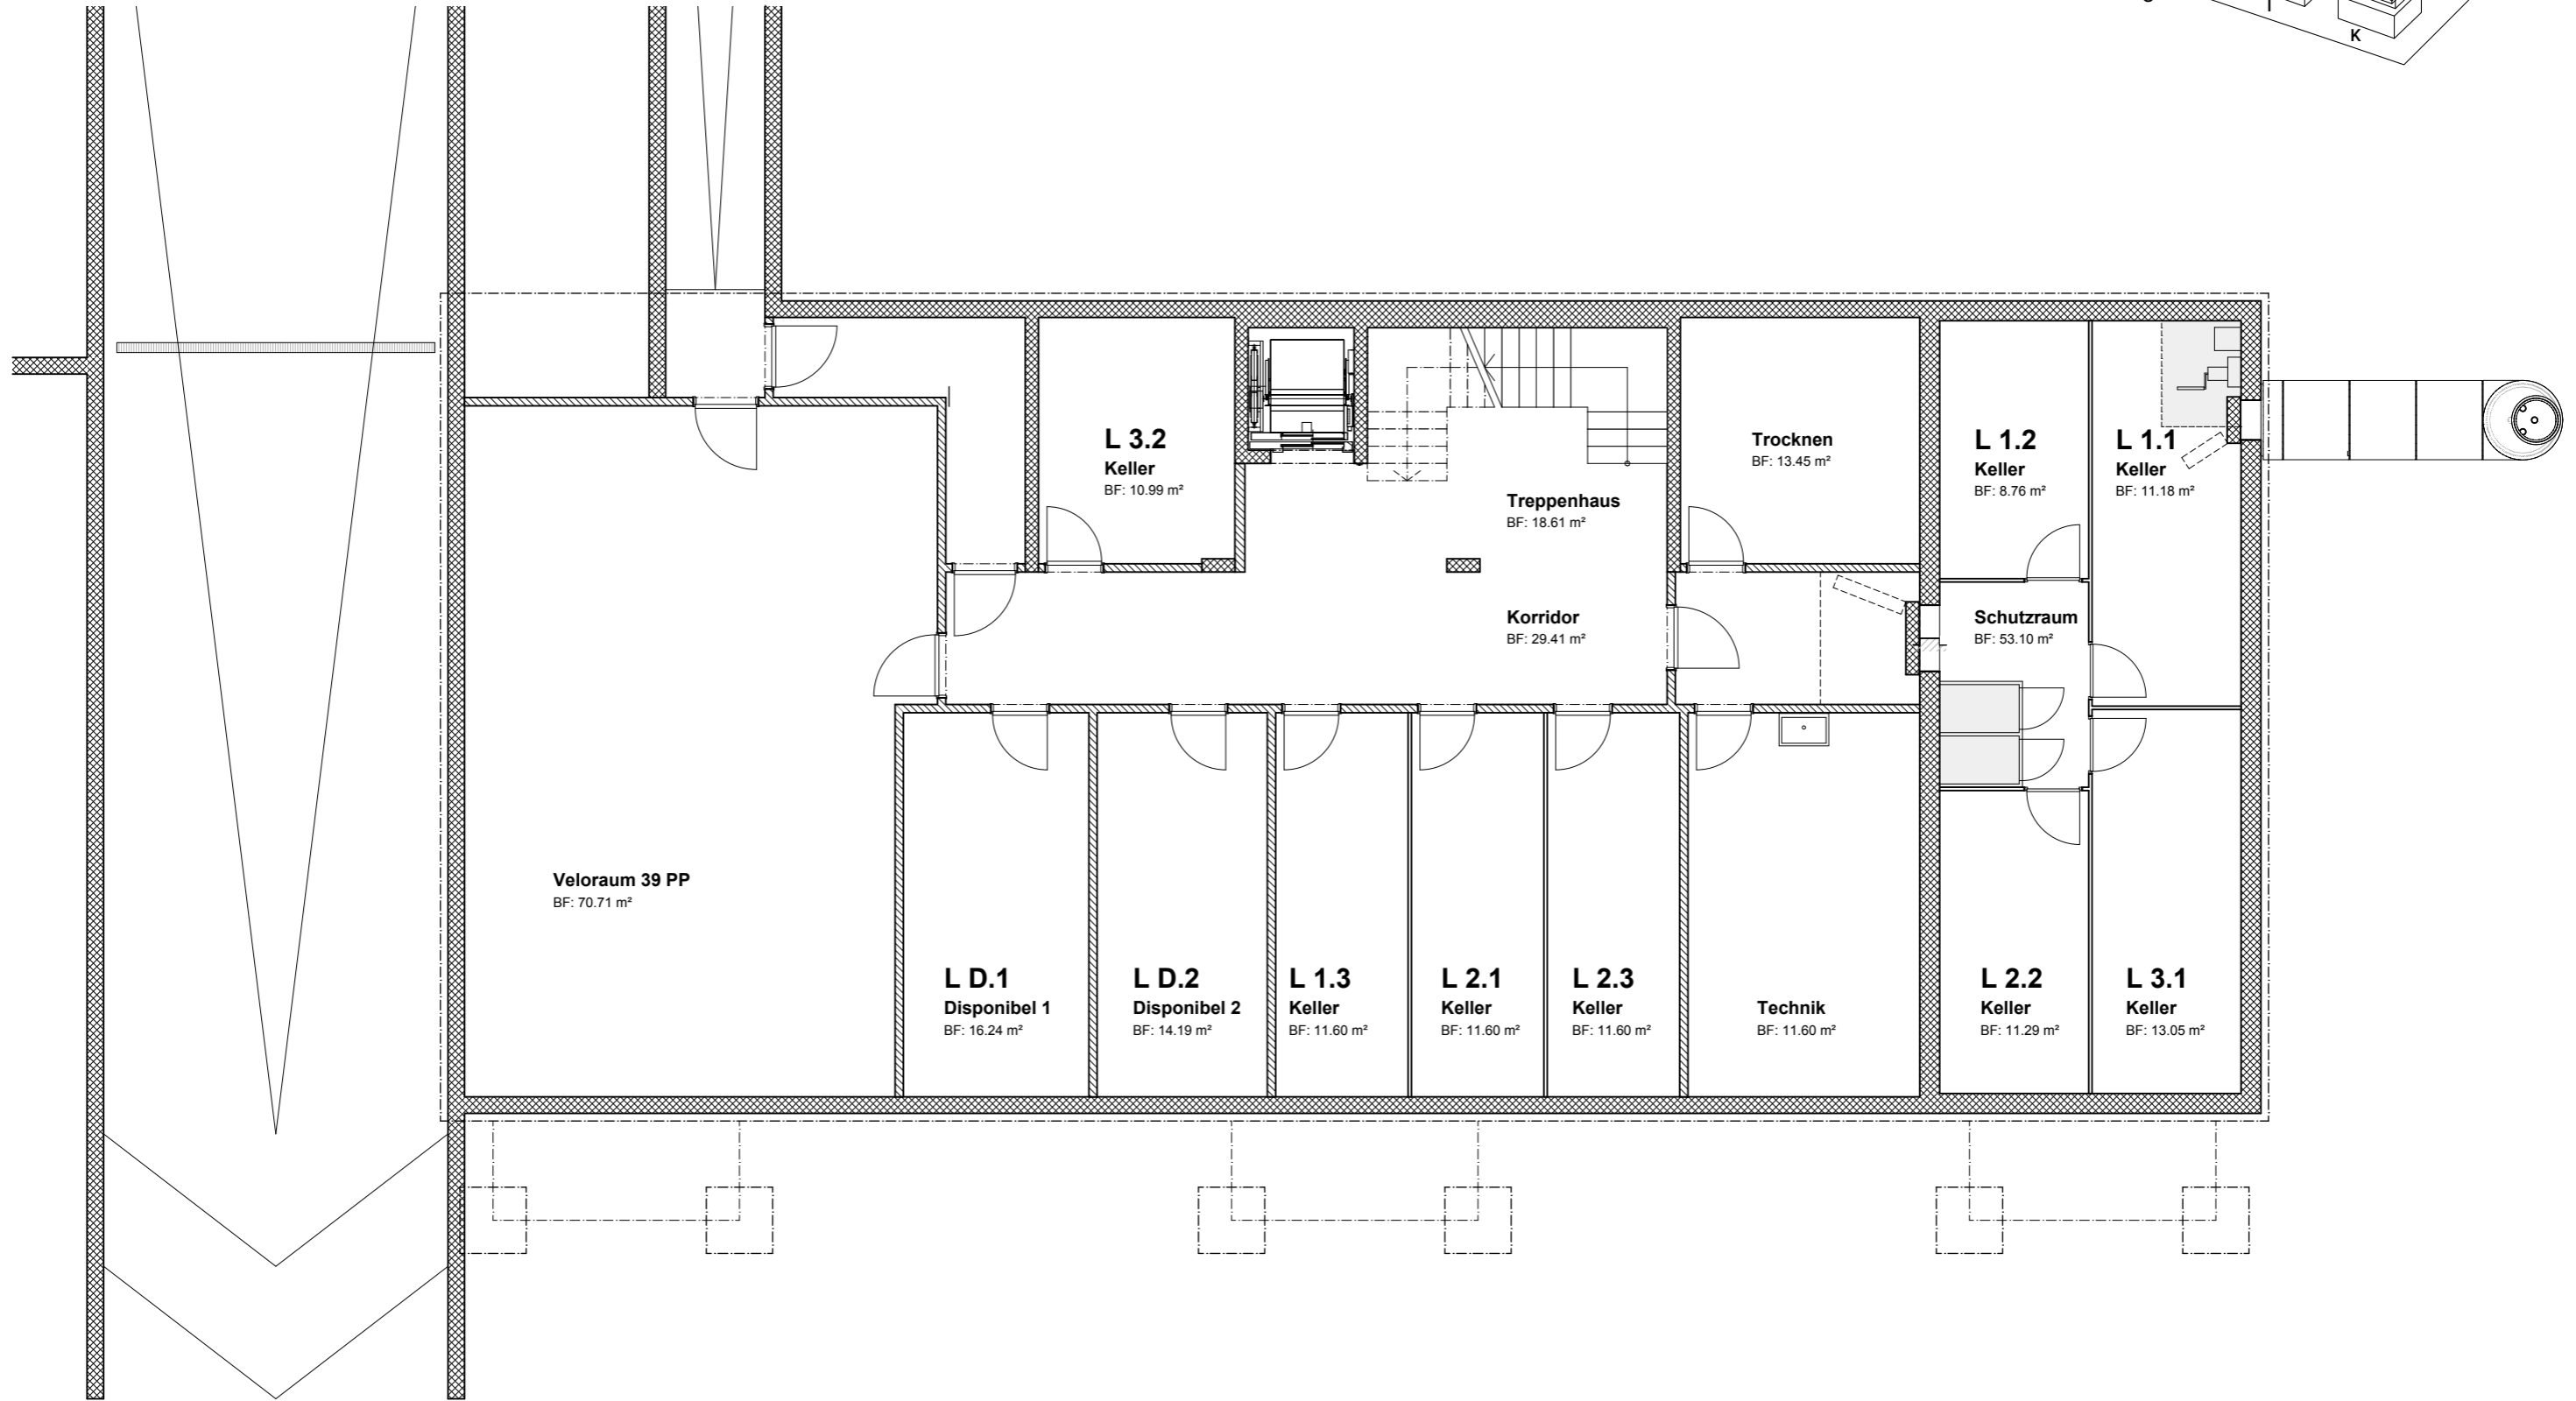 K
L 3.2
Keller
BF: 10.99 m²
Treppenhaus
BF: 18.61 m²
Trocknen
BF: 13.45 m²
L 1.2
Keller
BF: 8.76 m²
L 1.1
Keller
BF: 11.18 m²
Korridor
BF: 29.41 m²
Schutzraum
BF: 53.10 m²
Veloraum 39 PP
BF: 70.71 m²
L D.1
Disponibel 1
BF: 16.24 m²
L D.2
Disponibel 2
BF: 14.19 m²
L 1.3
Keller
BF: 11.60 m²
L 2.1
Keller
BF: 11.60 m²
L 2.3
Keller
BF: 11.60 m²
Technik
BF: 11.60 m²
L 2.2
Keller
BF: 11.29 m²
L 3.1
Keller
BF: 13.05 m²